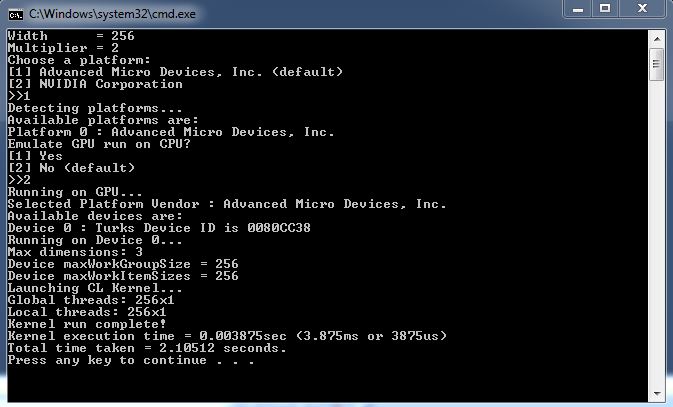 C:\Windows\system32\cmd.exe
Width      = 256
Multiplier = 2
Choose a platform:
[1] Advanced Micro Devices, Inc. (default)
[2] NVIDIA Corporation
>>1
Detecting platforms...
Available platforms are:
Platform 0 : Advanced Micro Devices, Inc.
Emulate GPU run on CPU?
[1] Yes
[2] No (default)
>>2
Running on GPU...
Selected Platform Vendor : Advanced Micro Devices, Inc.
Available devices are:
Device 0 : Turks Device ID is 0080CC38
Running on Device 0...
Max dimensions: 3
Device maxWorkGroupSize = 256
Device maxWorkItemSizes = 256
Launching CL Kernel...
Global threads: 256x1
Local threads: 256x1
Kernel run complete!
Kernel execution time = 0.003875sec (3.875ms or 3875us)
Total time taken = 2.10512 seconds.
Press any key to continue . . .